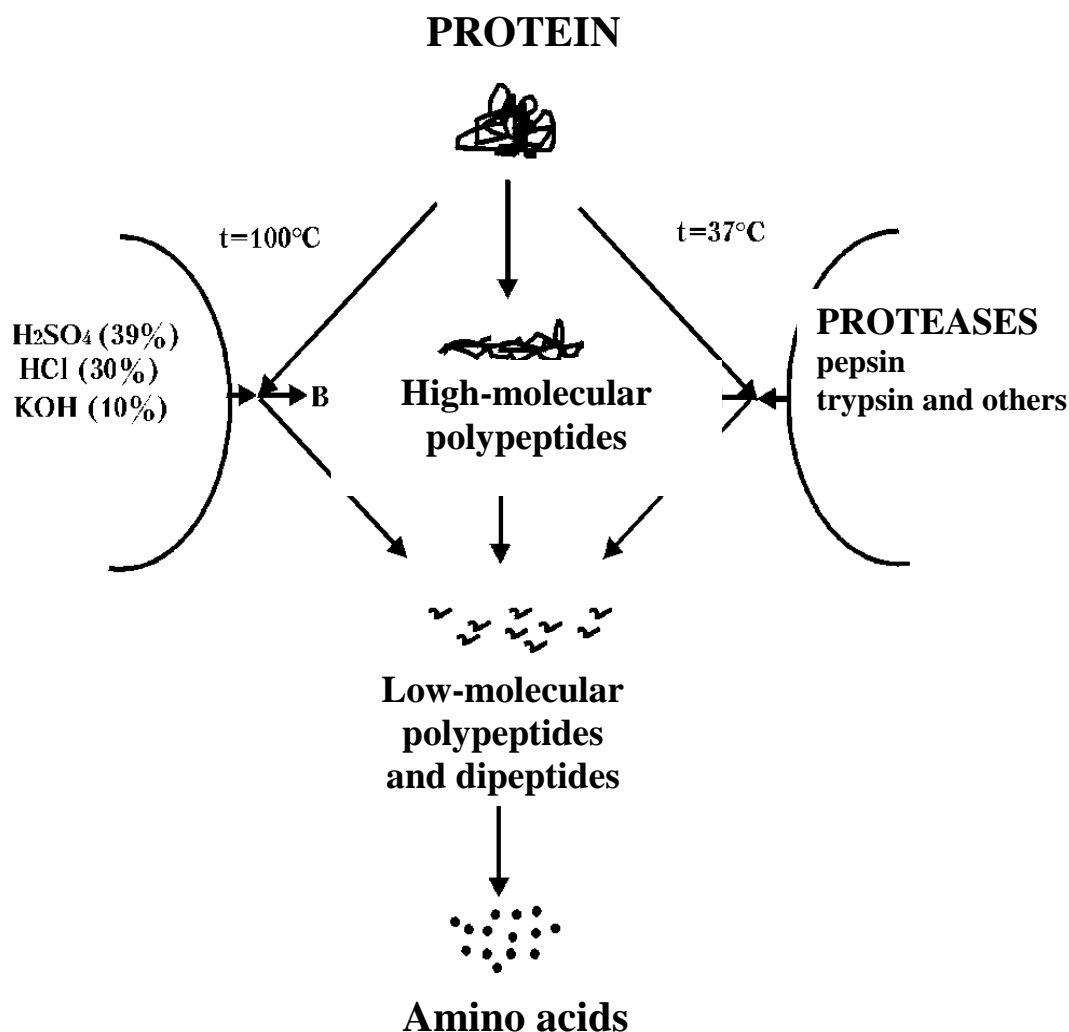 PROTEIN
t=100°C
t=37°C
H₂SO₄ (39%)
HCl (30%)
KOH (10%)
B
High-molecular
polypeptides
PROTEASES
pepsin
trypsin and others
Low-molecular
polypeptides
and dipeptides
Amino acids